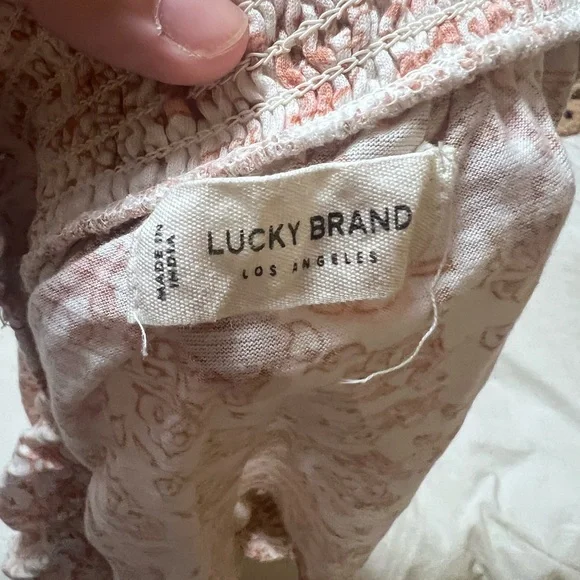 MADE IN
INDIA
LUCKY BRAND
LOS ANGELES